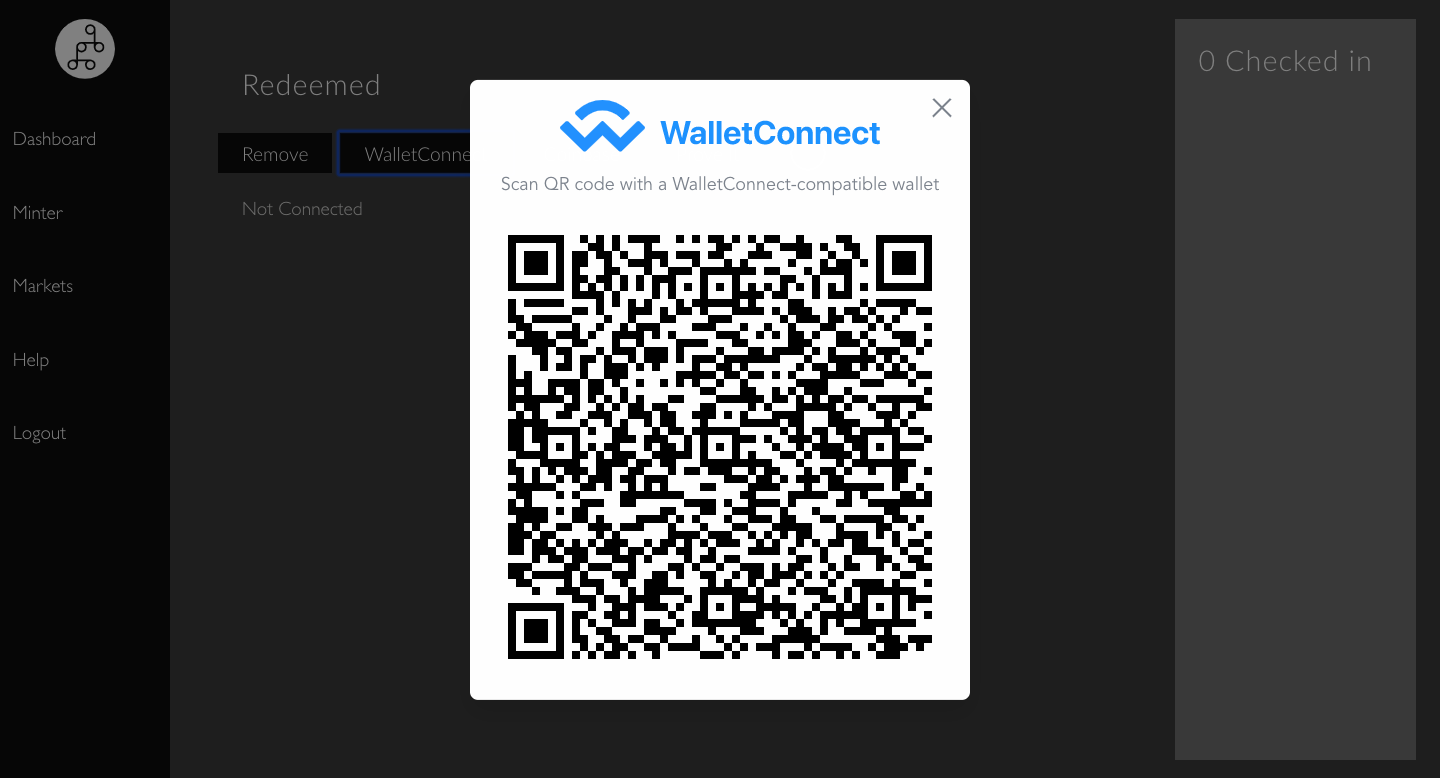 Dashboard
Minter
Markets
Help
Logout
Redeemed
Remove
WalletConne
Not Connected
WalletConnect
Scan QR code with a WalletConnect-compatible wallet
0 Checked in